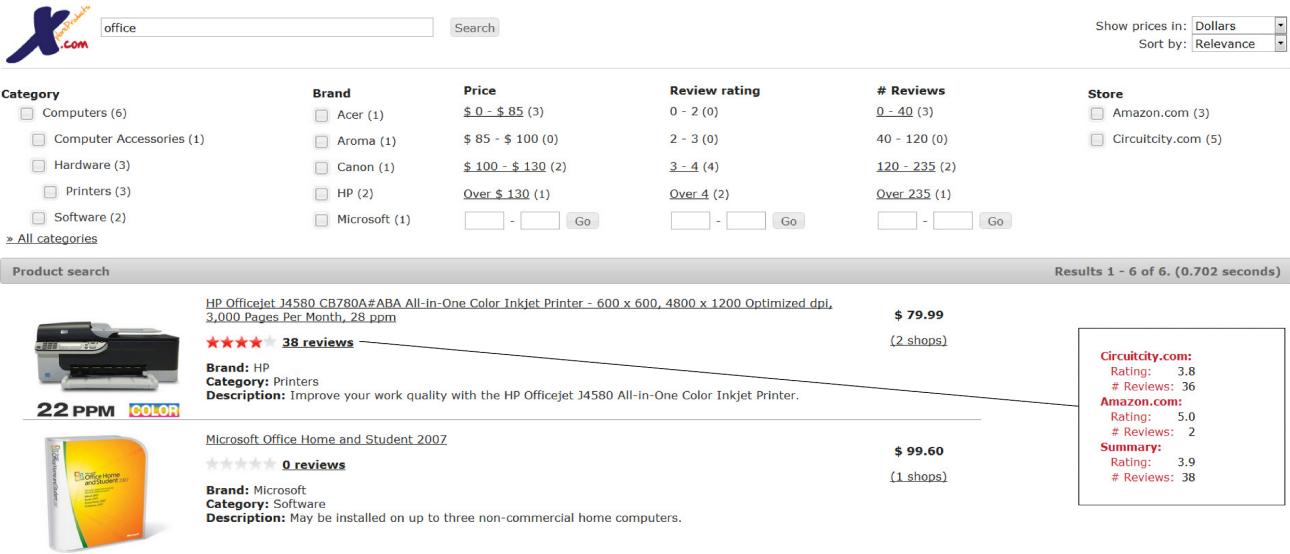 X MoreProducts .com
office
Search
Show prices in: Dollars
Sort by: Relevance
Category
Computers (6)
Computer Accessories (1)
Hardware (3)
Printers (3)
Software (2)
» All categories
Brand
Acer (1)
Aroma (1)
Canon (1)
HP (2)
Microsoft (1)
Price
$ 0 - $ 85 (3)
$ 85 - $ 100 (0)
$ 100 - $ 130 (2)
Over $ 130 (1)
- Go
Review rating
0 - 2 (0)
2 - 3 (0)
3 - 4 (4)
Over 4 (2)
- Go
# Reviews
0 - 40 (3)
40 - 120 (0)
120 - 235 (2)
Over 235 (1)
- Go
Store
Amazon.com (3)
Circuitcity.com (5)
Product search
Results 1 - 6 of 6. (0.702 seconds)
HP Officejet J4580 CB780A#ABA All-in-One Color Inkjet Printer - 600 x 600, 4800 x 1200 Optimized dpi,
3,000 Pages Per Month, 28 ppm
38 reviews
Brand: HP
Category: Printers
Description: Improve your work quality with the HP Officejet J4580 All-in-One Color Inkjet Printer.
$ 79.99
(2 shops)
22 PPM COLOR
Circuitcity.com:
Rating: 3.8
# Reviews: 36
Amazon.com:
Rating: 5.0
# Reviews: 2
Summary:
Rating: 3.9
# Reviews: 38
Microsoft Office Home and Student 2007
0 reviews
Brand: Microsoft
Category: Software
Description: May be installed on up to three non-commercial home computers.
$ 99.60
(1 shops)
Office Home
and Student 2007